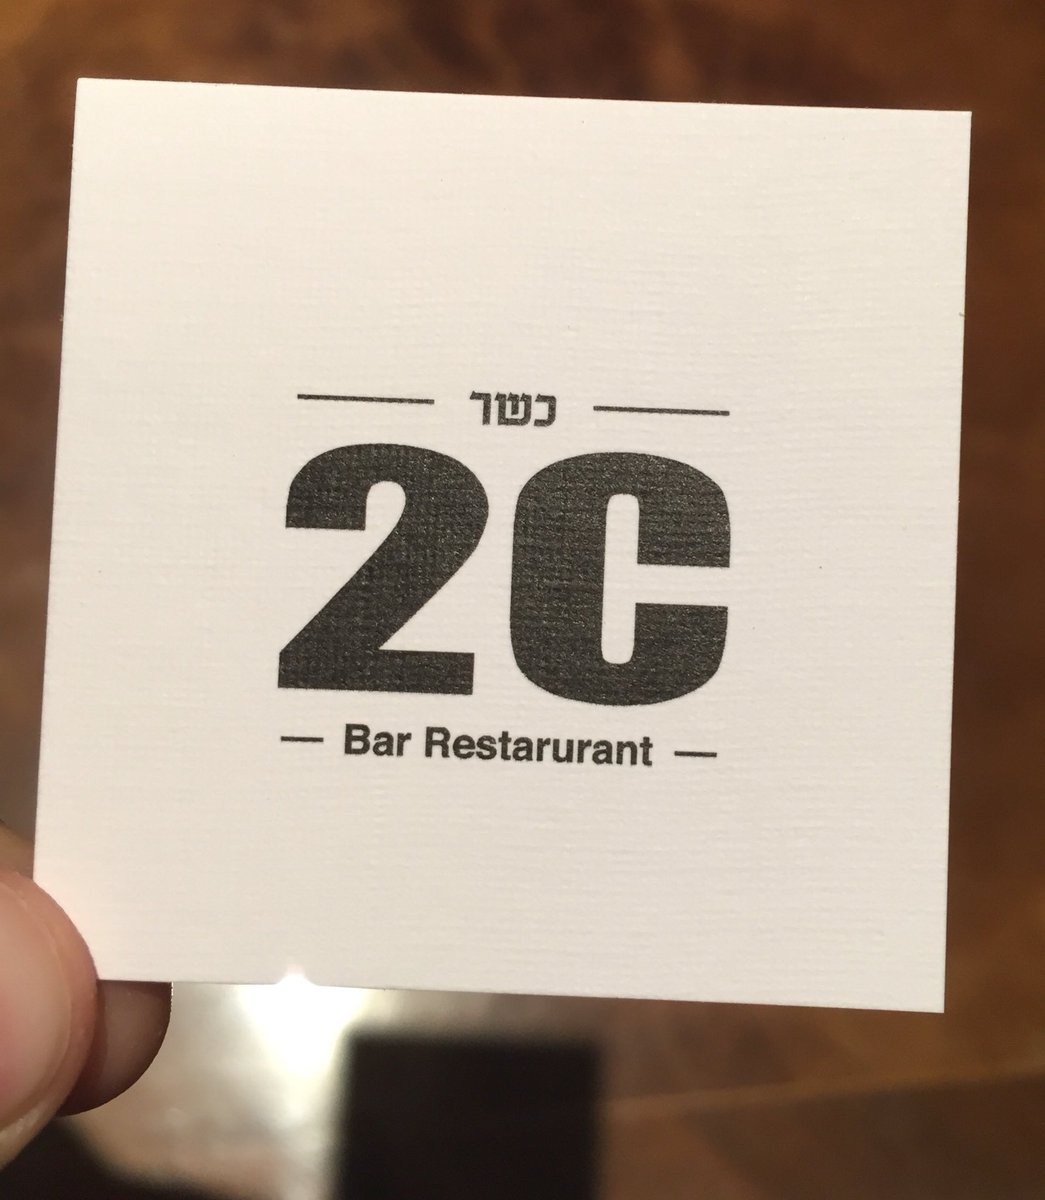 כשר
2C
Bar Restarurant